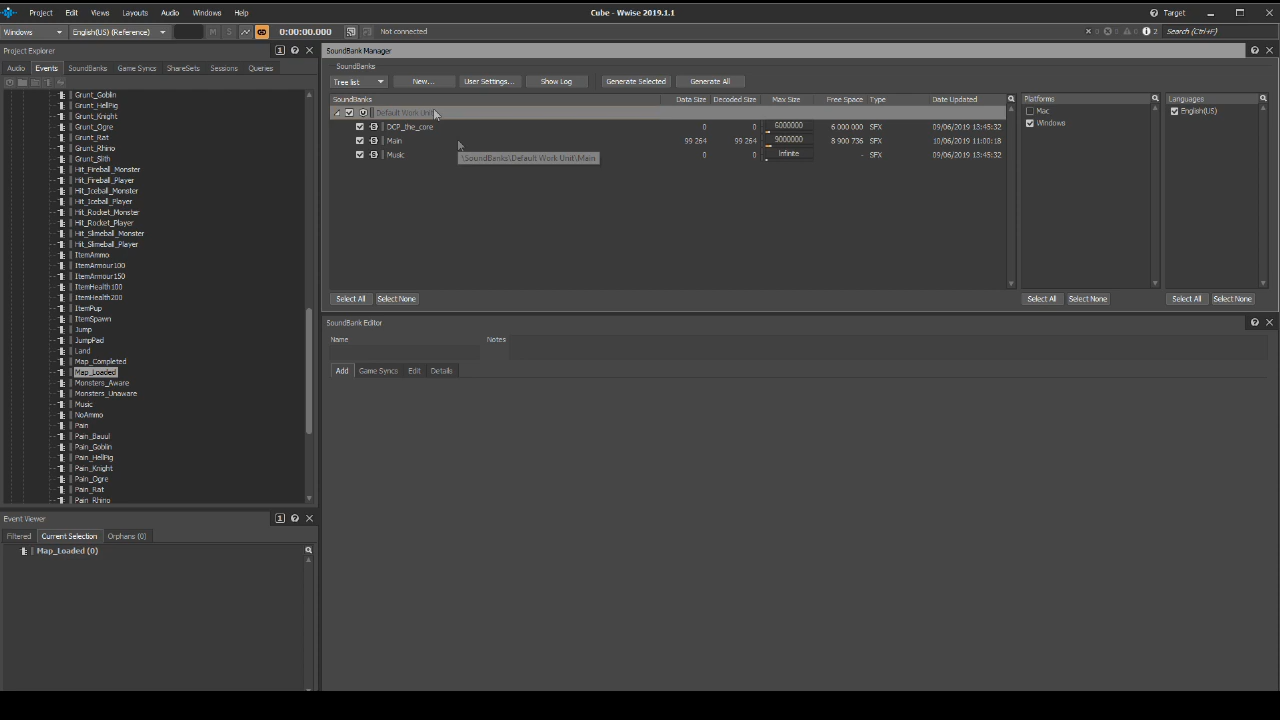 Project Edit Views Layouts Audio Windows Help
Cube - Wwise 2019.1.1
Target
Windows
English(US) (Reference)
M S
0:00:00.000
Not connected
2
Search (Ctrl+F)
Project Explorer
1
Audio Events SoundBanks Game Syncs ShareSets Sessions Queries
Grunt_Goblin
Grunt_HellPig
Grunt_Knight
Grunt_Ogre
Grunt_Rat
Grunt_Rhino
Grunt_Slith
Hit_Fireball_Monster
Hit_Fireball_Player
Hit_Iceball_Monster
Hit_Iceball_Player
Hit_Rocket_Monster
Hit_Rocket_Player
Hit_Slimeball_Monster
Hit_Slimeball_Player
ItemAmmo
ItemArmour100
ItemArmour150
ItemHealth100
ItemHealth200
ItemPup
ItemSpawn
Jump
JumpPad
Land
Map_Completed
Map_Loaded
Monsters_Aware
Monsters_Unaware
Music
NoAmmo
Pain
Pain_Bauul
Pain_Goblin
Pain_HellPig
Pain_Knight
Pain_Ogre
Pain_Rat
Pain_Rhino
Event Viewer
1
Filtered Current Selection Orphans (0)
Map_Loaded (0)
SoundBank Manager
SoundBanks
Tree list New... User Settings... Show Log Generate Selected Generate All
SoundBanks Data Size Decoded Size Max Size Free Space Type Date Updated
Default Work Unit
DCP_the_core 0 0 6000000 6 000 000 SFX 09/06/2019 13:45:32
Main 99 264 99 264 9000000 8 900 736 SFX 10/06/2019 11:00:18
Music 0 0 Infinite - SFX 09/06/2019 13:45:32
\SoundBanks\Default Work Unit\Main
Select All Select None
Platforms
Mac
Windows
Select All Select None
Languages
English(US)
Select All Select None
SoundBank Editor
Name Notes
Add Game Syncs Edit Details